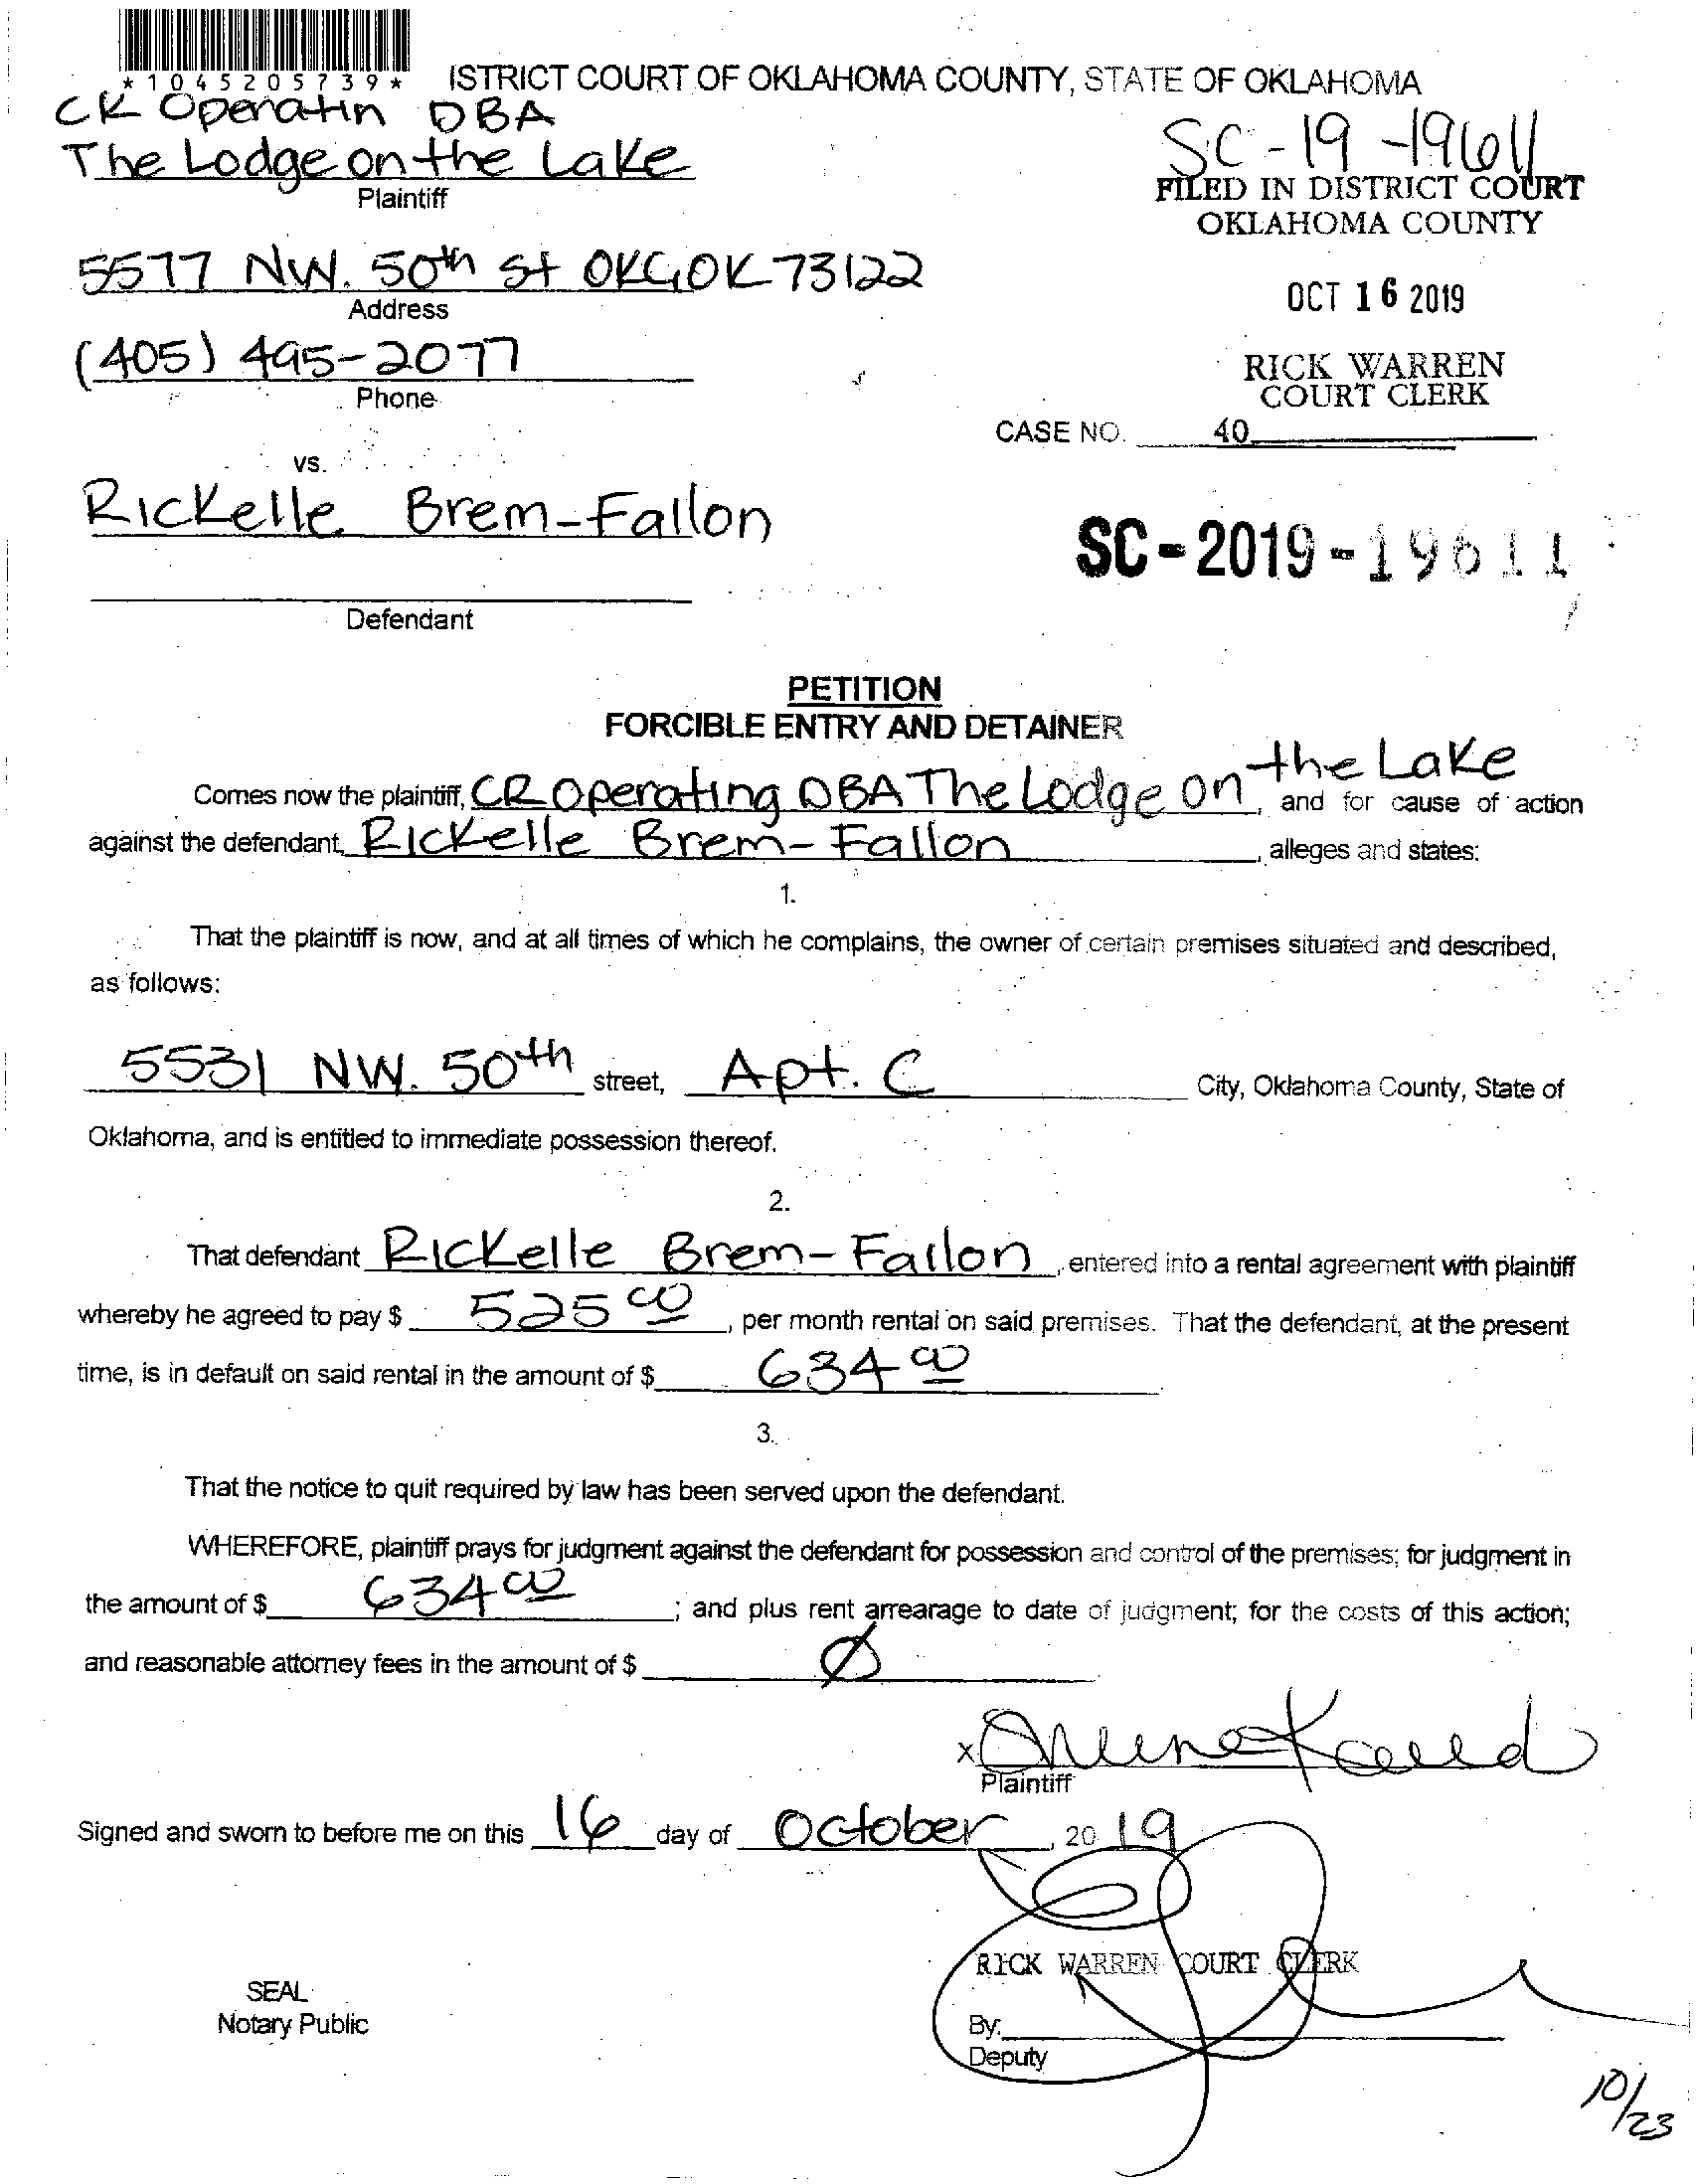 *1045205739*
ISTRICT COURT OF OKLAHOMA COUNTY, STATE OF OKLAHOMA
CK Operatin DBA
The Lodge on the Lake
Plaintiff
SC-19-19611
FILED IN DISTRICT COURT
OKLAHOMA COUNTY
5577 NW. 50th St OKC, OK 73122
Address
OCT 16 2019
(405) 495-2077
Phone
RICK WARREN
COURT CLERK
CASE NO. 40
vs.
Rickelle Brem-Fallon
SC-2019-19611
Defendant
PETITION
FORCIBLE ENTRY AND DETAINER
Comes now the plaintiff, CR Operating DBA The Lodge on the Lake, and for cause of action
against the defendant, Rickelle Brem-Fallon, alleges and states:
1.
That the plaintiff is now, and at all times of which he complains, the owner of certain premises situated and described,
as follows:
5531 NW. 50th street, Apt. C City, Oklahoma County, State of
Oklahoma, and is entitled to immediate possession thereof.
2.
That defendant Rickelle Brem-Fallon, entered into a rental agreement with plaintiff
whereby he agreed to pay $ 525 00, per month rental on said premises. That the defendant, at the present
time, is in default on said rental in the amount of $ 634 00
3.
That the notice to quit required by law has been served upon the defendant.
WHEREFORE, plaintiff prays for judgment against the defendant for possession and control of the premises; for judgment in
the amount of $ 634 00; and plus rent arrearage to date of judgment; for the costs of this action;
and reasonable attorney fees in the amount of $ Ø
x
Plaintiff
Signed and sworn to before me on this 16 day of October, 20 19
RICK WARREN COURT CLERK
SEAL
Notary Public
By:
Deputy
10/23